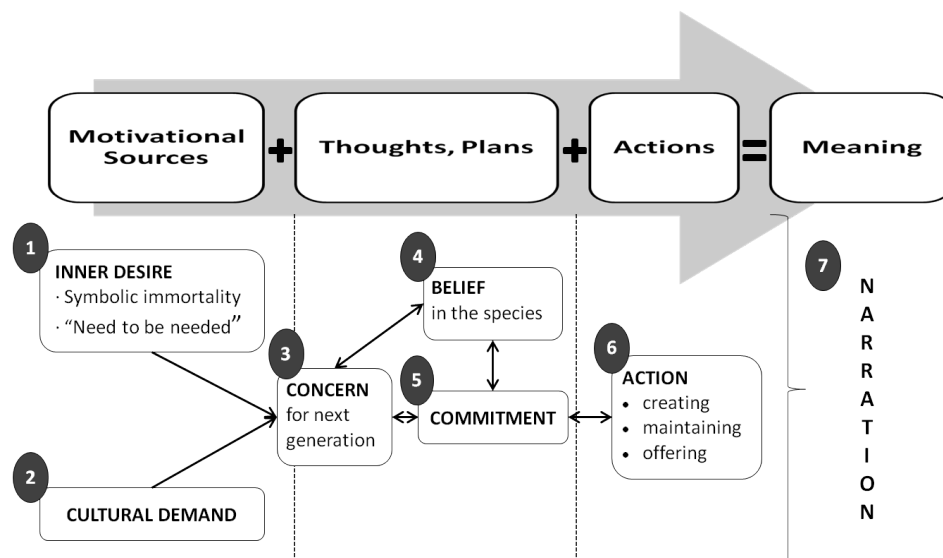 Motivational
Sources
+
Thoughts, Plans
+
Actions
=
Meaning
1
INNER DESIRE
· Symbolic immortality
· “Need to be needed”
2
CULTURAL DEMAND
3
CONCERN
for next
generation
4
BELIEF
in the species
5
COMMITMENT
6
ACTION
• creating
• maintaining
• offering
7
N
A
R
R
A
T
I
O
N